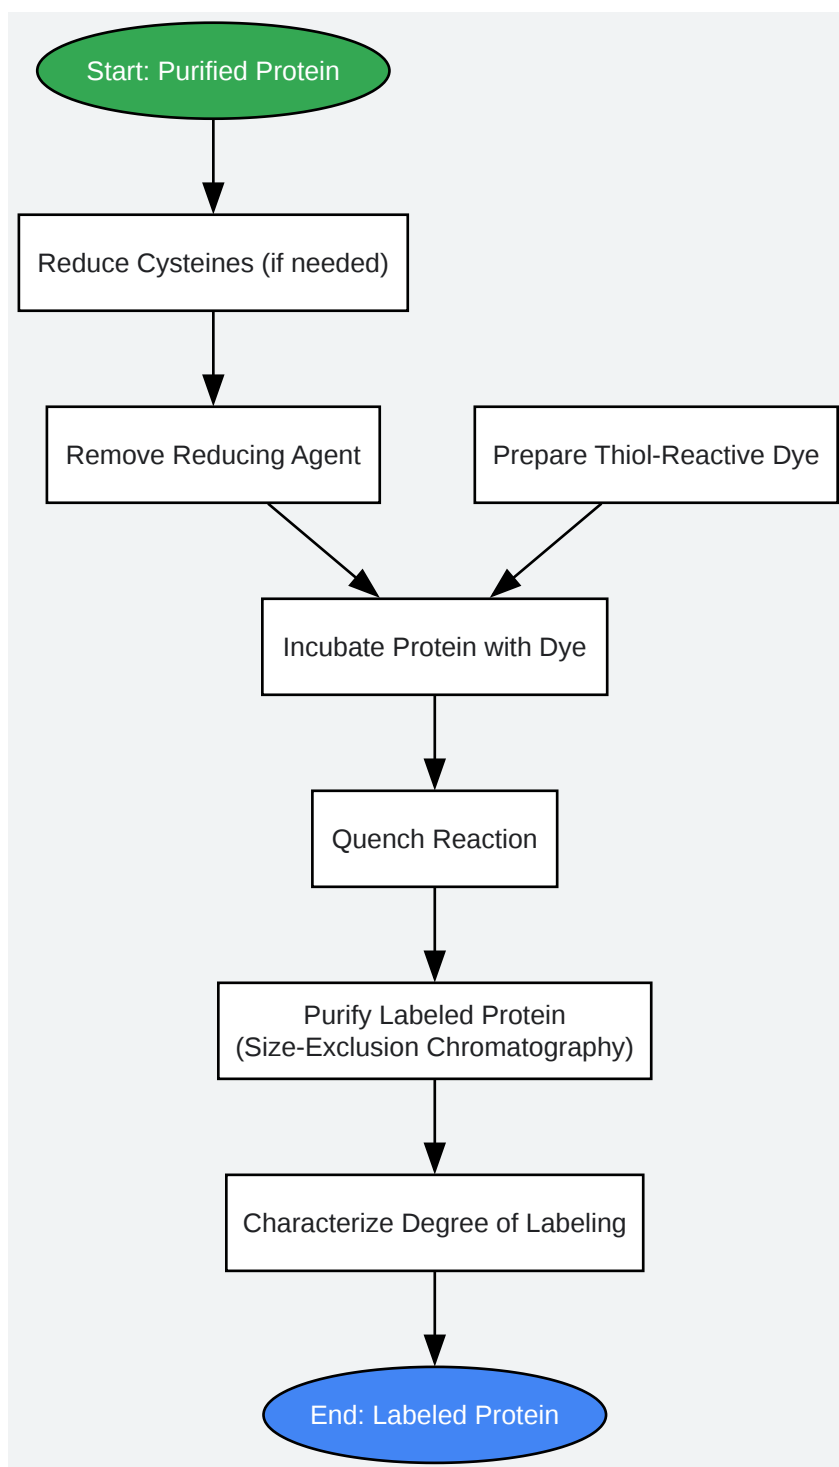 Start: Purified Protein
Reduce Cysteines (if needed)
Remove Reducing Agent
Prepare Thiol-Reactive Dye
Incubate Protein with Dye
Quench Reaction
Purify Labeled Protein
(Size-Exclusion Chromatography)
Characterize Degree of Labeling
End: Labeled Protein